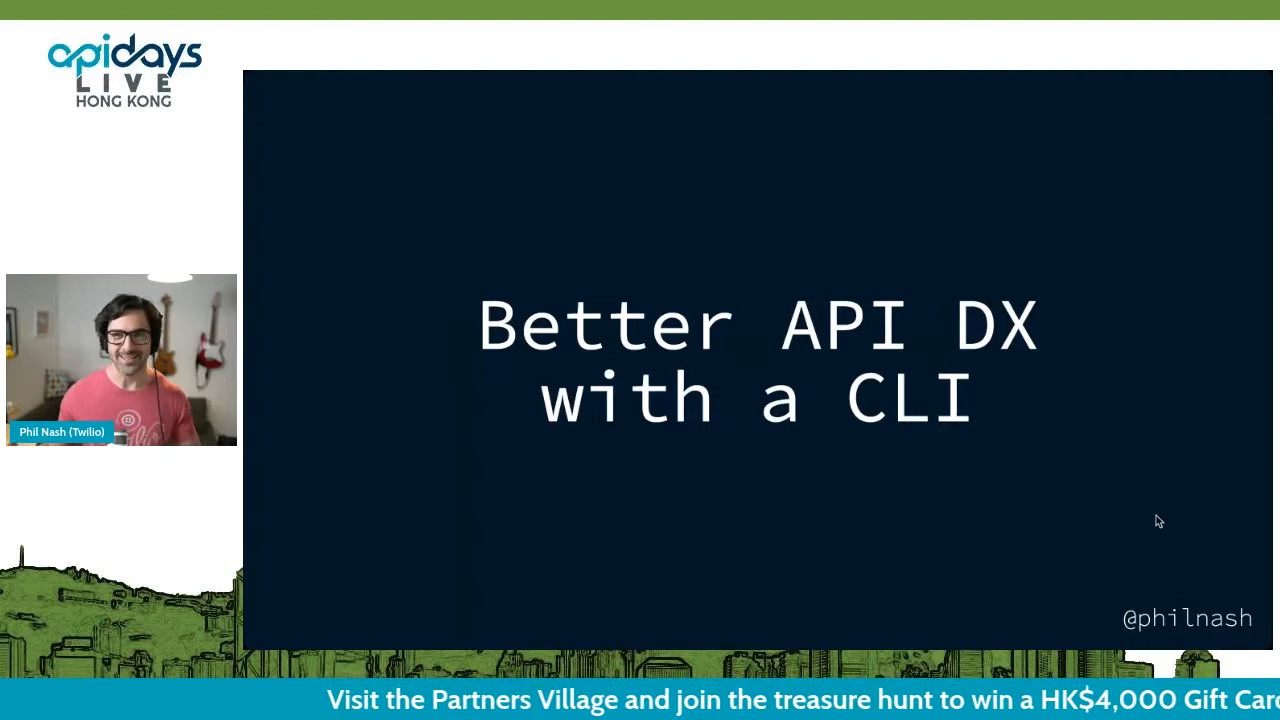 apidays
LIVE
HONG KONG
Better API DX
with a CLI
Phil Nash (Twilio)
@philnash
Visit the Partners Village and join the treasure hunt to win a HK$4,000 Gift Card